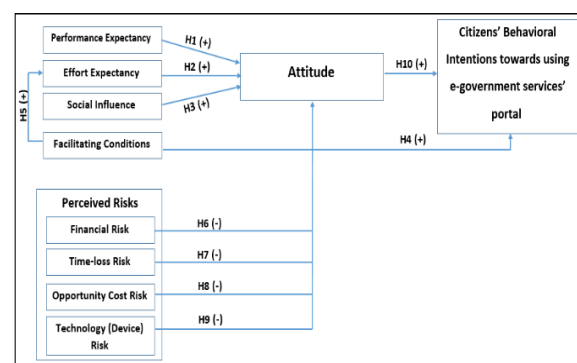 Performance Expectancy
H1 (+)
Effort Expectancy
H2 (+)
Social Influence
H3 (+)
H5 (+)
Facilitating Conditions
H4 (+)
Attitude
H10 (+)
Citizens’ Behavioral
Intentions towards using
e-government services’
portal
Perceived Risks
Financial Risk
H6 (-)
Time-loss Risk
H7 (-)
Opportunity Cost Risk
H8 (-)
Technology (Device)
Risk
H9 (-)